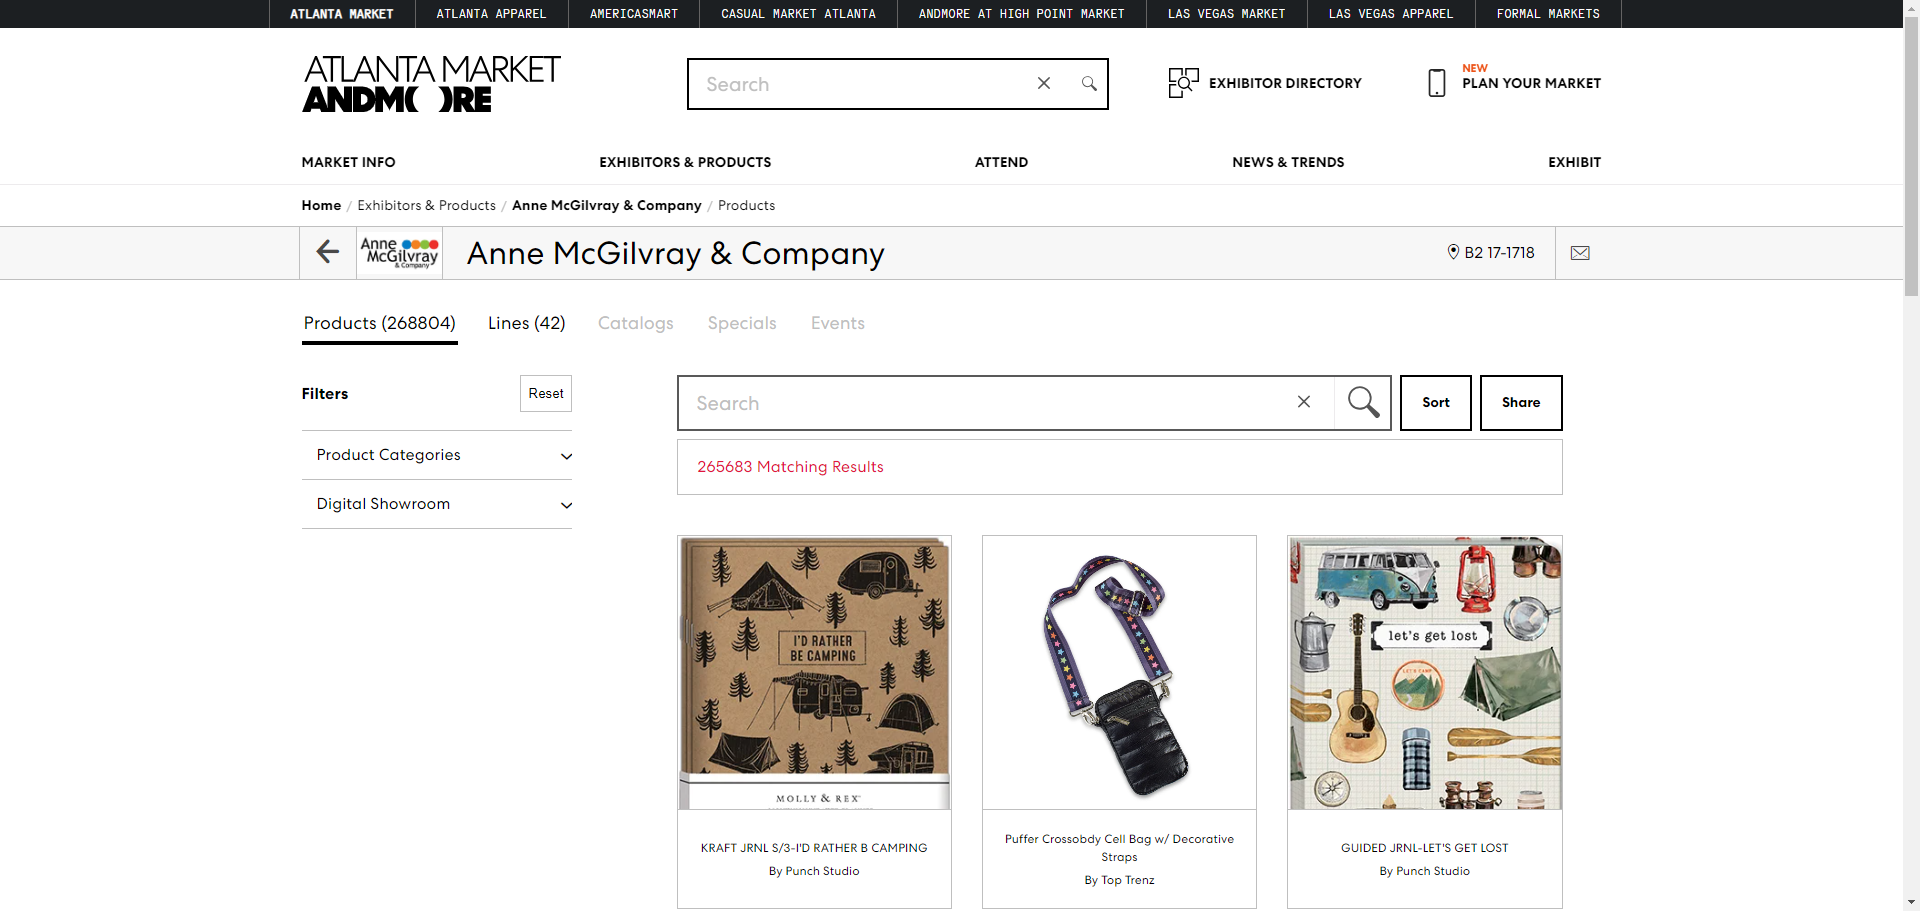 ATLANTA MARKET
ATLANTA APPAREL
AMERICASMART
CASUAL MARKET ATLANTA
ANDMORE AT HIGH POINT MARKET
LAS VEGAS MARKET
LAS VEGAS APPAREL
FORMAL MARKETS
ATLANTA MARKET
ANDMORE
Search
EXHIBITOR DIRECTORY
NEW
PLAN YOUR MARKET
MARKET INFO
EXHIBITORS & PRODUCTS
ATTEND
NEWS & TRENDS
EXHIBIT
Home / Exhibitors & Products / Anne McGilvray & Company / Products
Anne
McGilvray
& Company
Anne McGilvray & Company
B2 17-1718
Products (268804)
Lines (42)
Catalogs
Specials
Events
Filters
Reset
Product Categories
Digital Showroom
Search
Sort
Share
265683 Matching Results
I'D RATHER
BE CAMPING
MOLLY & REX
KRAFT JRNL S/3-I'D RATHER B CAMPING
By Punch Studio
Puffer Crossobdy Cell Bag w/ Decorative
Straps
By Top Trenz
let's get lost
LET'S CAMP
GUIDED JRNL-LET'S GET LOST
By Punch Studio